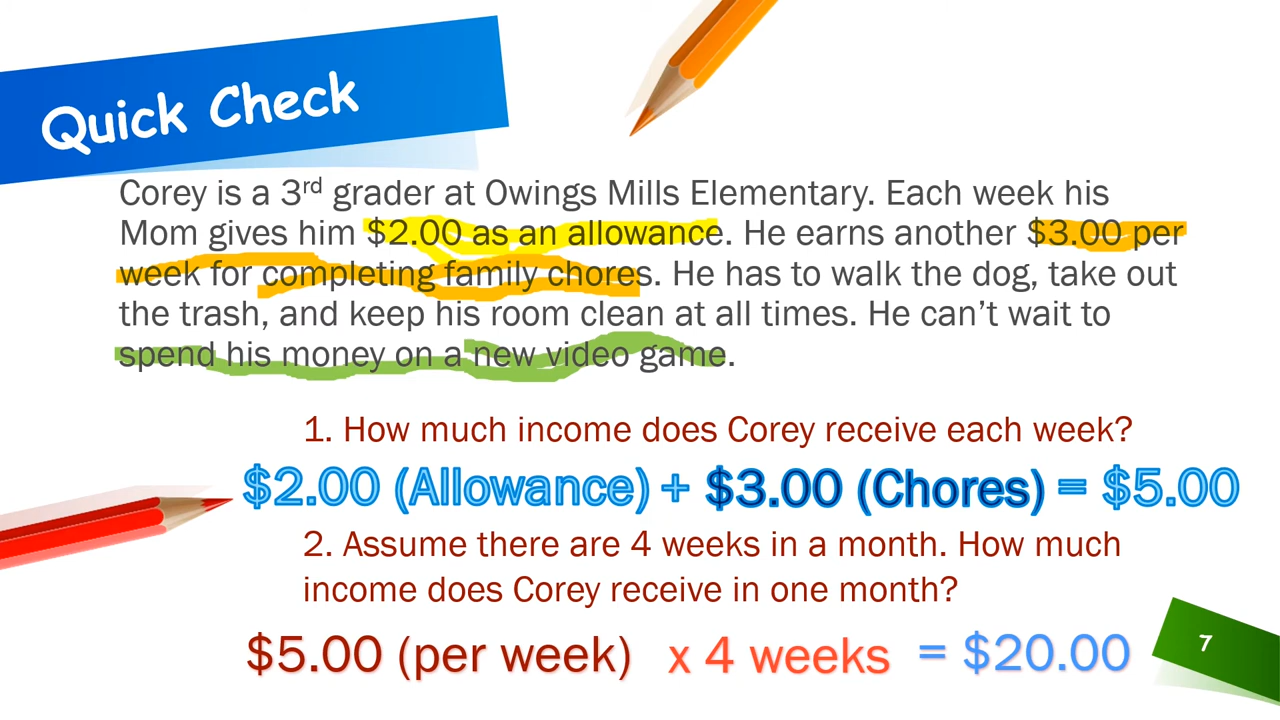 Quick Check
Corey is a 3rd grader at Owings Mills Elementary. Each week his
Mom gives him $2.00 as an allowance. He earns another $3.00 per
week for completing family chores. He has to walk the dog, take out
the trash, and keep his room clean at all times. He can’t wait to
spend his money on a new video game.
1. How much income does Corey receive each week?
$2.00 (Allowance) + $3.00 (Chores) = $5.00
2. Assume there are 4 weeks in a month. How much
income does Corey receive in one month?
$5.00 (per week) x 4 weeks = $20.00
7